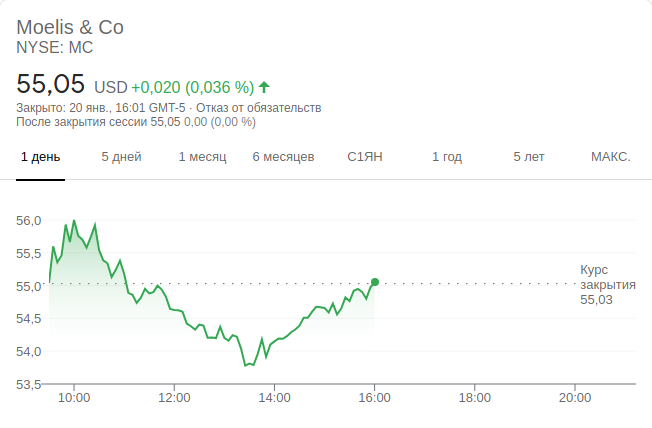 Moelis & Co
NYSE: MC
55,05 USD +0,020 (0,036 %)
Закрыто: 20 янв., 16:01 GMT-5 · Отказ от обязательств
После закрытия сессии 55,05 0,00 (0,00 %)
1 день 5 дней 1 месяц 6 месяцев С1ЯН 1 год 5 лет МАКС.
56,0
55,5
55,0
54,5
54,0
53,5
Курс
закрытия
55,03
10:00 12:00 14:00 16:00 18:00 20:00